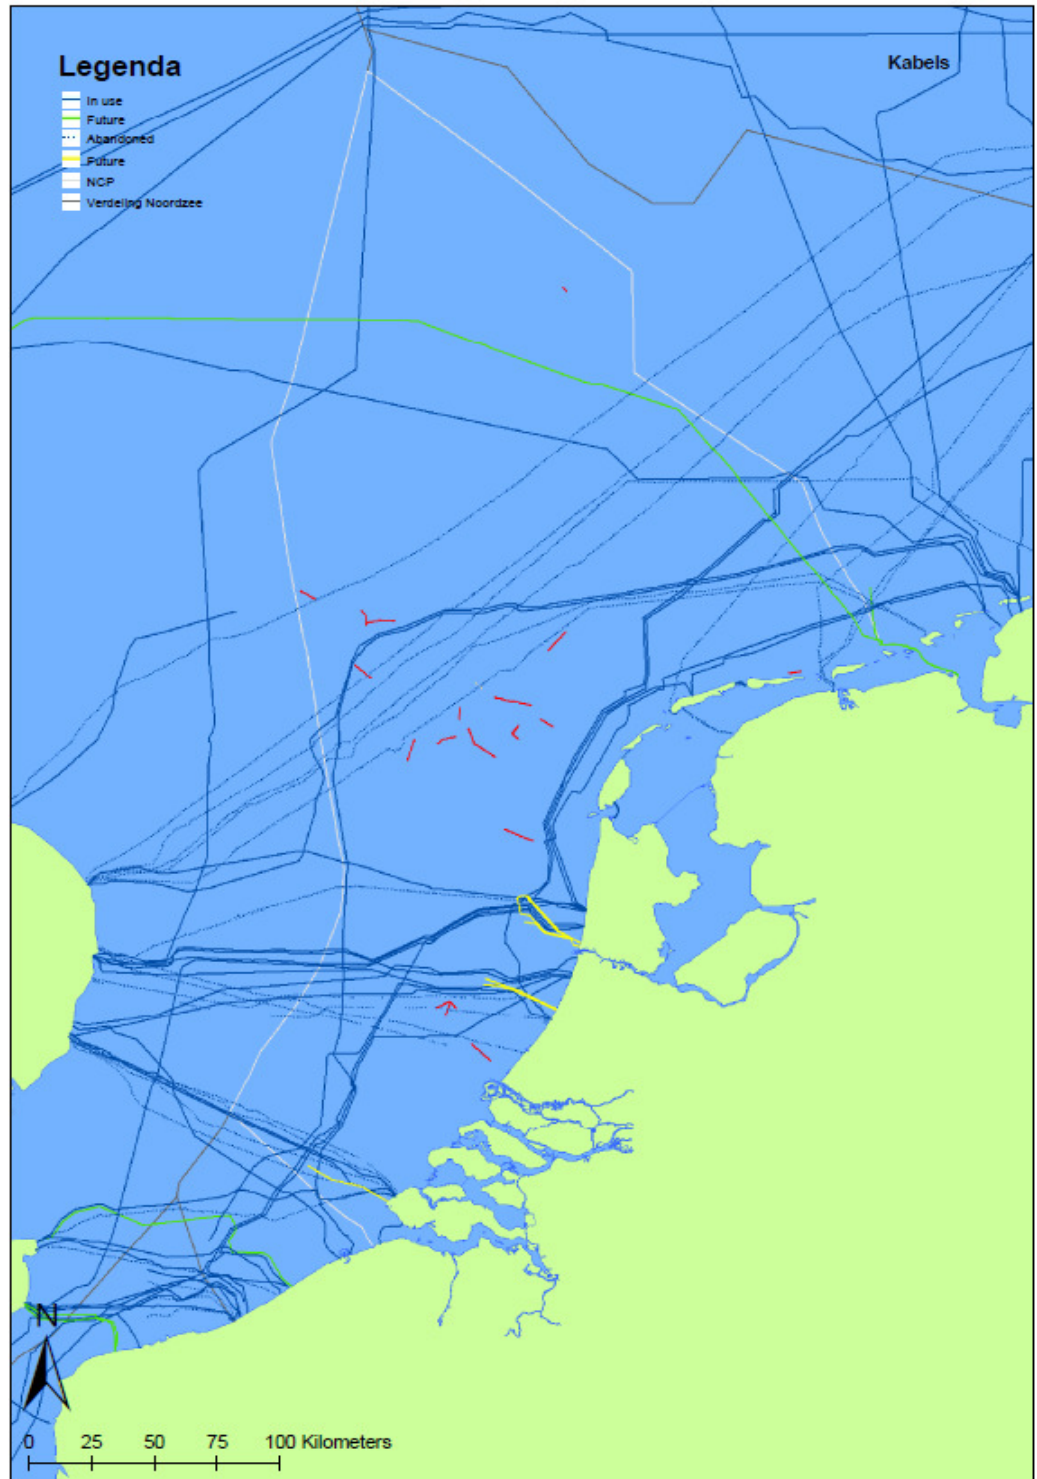 Legenda
Kabels
In use
Future
Abandoned
Future
NCP
Verdeling Noordzee
N
0 25 50 75 100 Kilometers